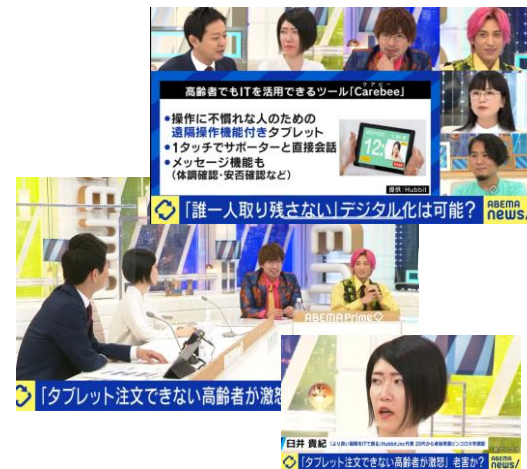 高齢者でもITを活用できるツール「Carebee」
ケアビー
●操作に不慣れな人のための
遠隔操作機能付きタブレット
●1タッチでサポーターと直接会話
●メッセージ機能も
(体調確認・安否確認など)
12:
提供:Hubbit
「誰一人取り残さない」デジタル化は可能?
ABEMA
news/
ABEMA Prime
「タブレット注文できない高齢者が激怒
臼井 貴紀
「タブレット注文できない高齢者が激怒」老害か?
ABEMA
news/